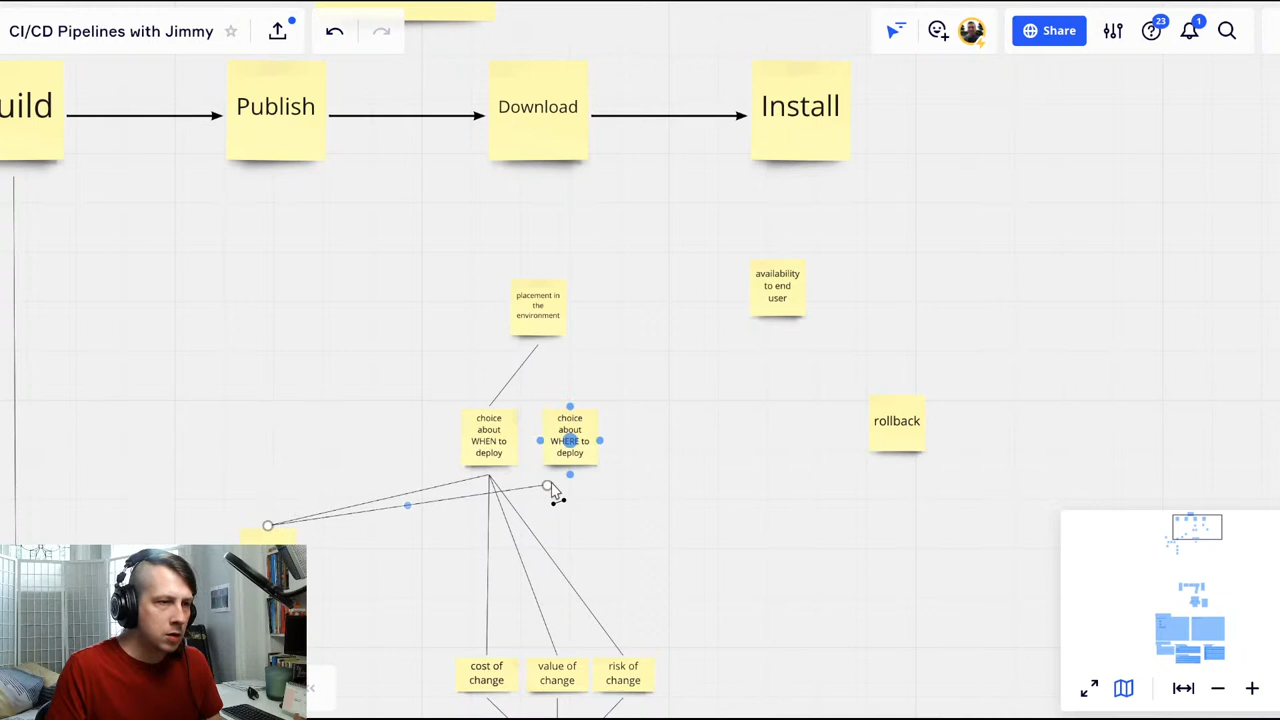 CI/CD Pipelines with Jimmy
Share
23
1
uild
Publish
Download
Install
placement in
the
environment
availability
to end
user
choice
about
WHEN to
deploy
choice
about
WHERE to
deploy
rollback
cost of
change
value of
change
risk of
change